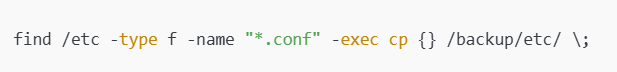 find /etc -type f -name "*.conf" -exec cp {} /backup/etc/ \;